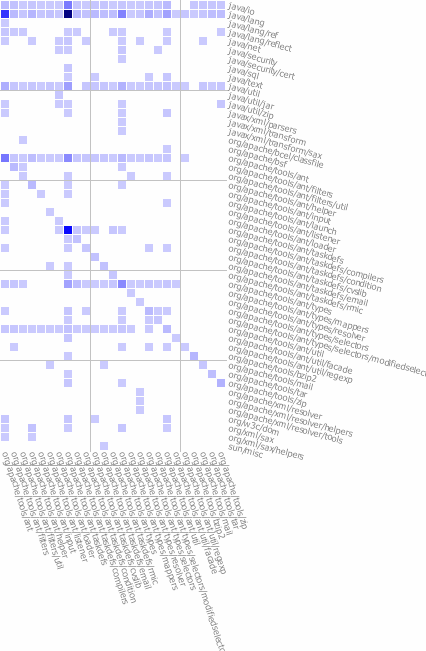 java/io
java/lang
java/lang/ref
java/lang/reflect
java/net
java/security
java/security/cert
java/sql
java/text
java/util
java/util/jar
java/util/zip
javax/xml/parsers
javax/xml/transform
javax/xml/transform/sax
org/apache/bcel/classfile
org/apache/bsf
org/apache/tools/ant
org/apache/tools/ant/filters
org/apache/tools/ant/filters/util
org/apache/tools/ant/helper
org/apache/tools/ant/input
org/apache/tools/ant/launch
org/apache/tools/ant/listener
org/apache/tools/ant/loader
org/apache/tools/ant/taskdefs
org/apache/tools/ant/taskdefs/compilers
org/apache/tools/ant/taskdefs/condition
org/apache/tools/ant/taskdefs/cvslib
org/apache/tools/ant/taskdefs/email
org/apache/tools/ant/taskdefs/rmic
org/apache/tools/ant/types
org/apache/tools/ant/types/mappers
org/apache/tools/ant/types/resolver
org/apache/tools/ant/types/selectors
org/apache/tools/ant/types/selectors/modifiedselecto
org/apache/tools/ant/util
org/apache/tools/ant/util/facade
org/apache/tools/ant/util/regexp
org/apache/tools/bzip2
org/apache/tools/mail
org/apache/tools/tar
org/apache/tools/zip
org/apache/xml/resolver
org/apache/xml/resolver/helpers
org/apache/xml/resolver/tools
org/w3c/dom
org/xml/sax
org/xml/sax/helpers
sun/misc
org/apache/tools/ant
org/apache/tools/ant/filters
org/apache/tools/ant/filters/util
org/apache/tools/ant/helper
org/apache/tools/ant/input
org/apache/tools/ant/listener
org/apache/tools/ant/loader
org/apache/tools/ant/taskdefs
org/apache/tools/ant/taskdefs/compilers
org/apache/tools/ant/taskdefs/condition
org/apache/tools/ant/taskdefs/cvslib
org/apache/tools/ant/taskdefs/email
org/apache/tools/ant/taskdefs/rmic
org/apache/tools/ant/types
org/apache/tools/ant/types/mappers
org/apache/tools/ant/types/resolver
org/apache/tools/ant/types/selectors
org/apache/tools/ant/types/selectors/modifiedselecto
org/apache/tools/ant/util
org/apache/tools/ant/util/facade
org/apache/tools/ant/util/regexp
org/apache/tools/bzip2
org/apache/tools/mail
org/apache/tools/tar
org/apache/tools/zip